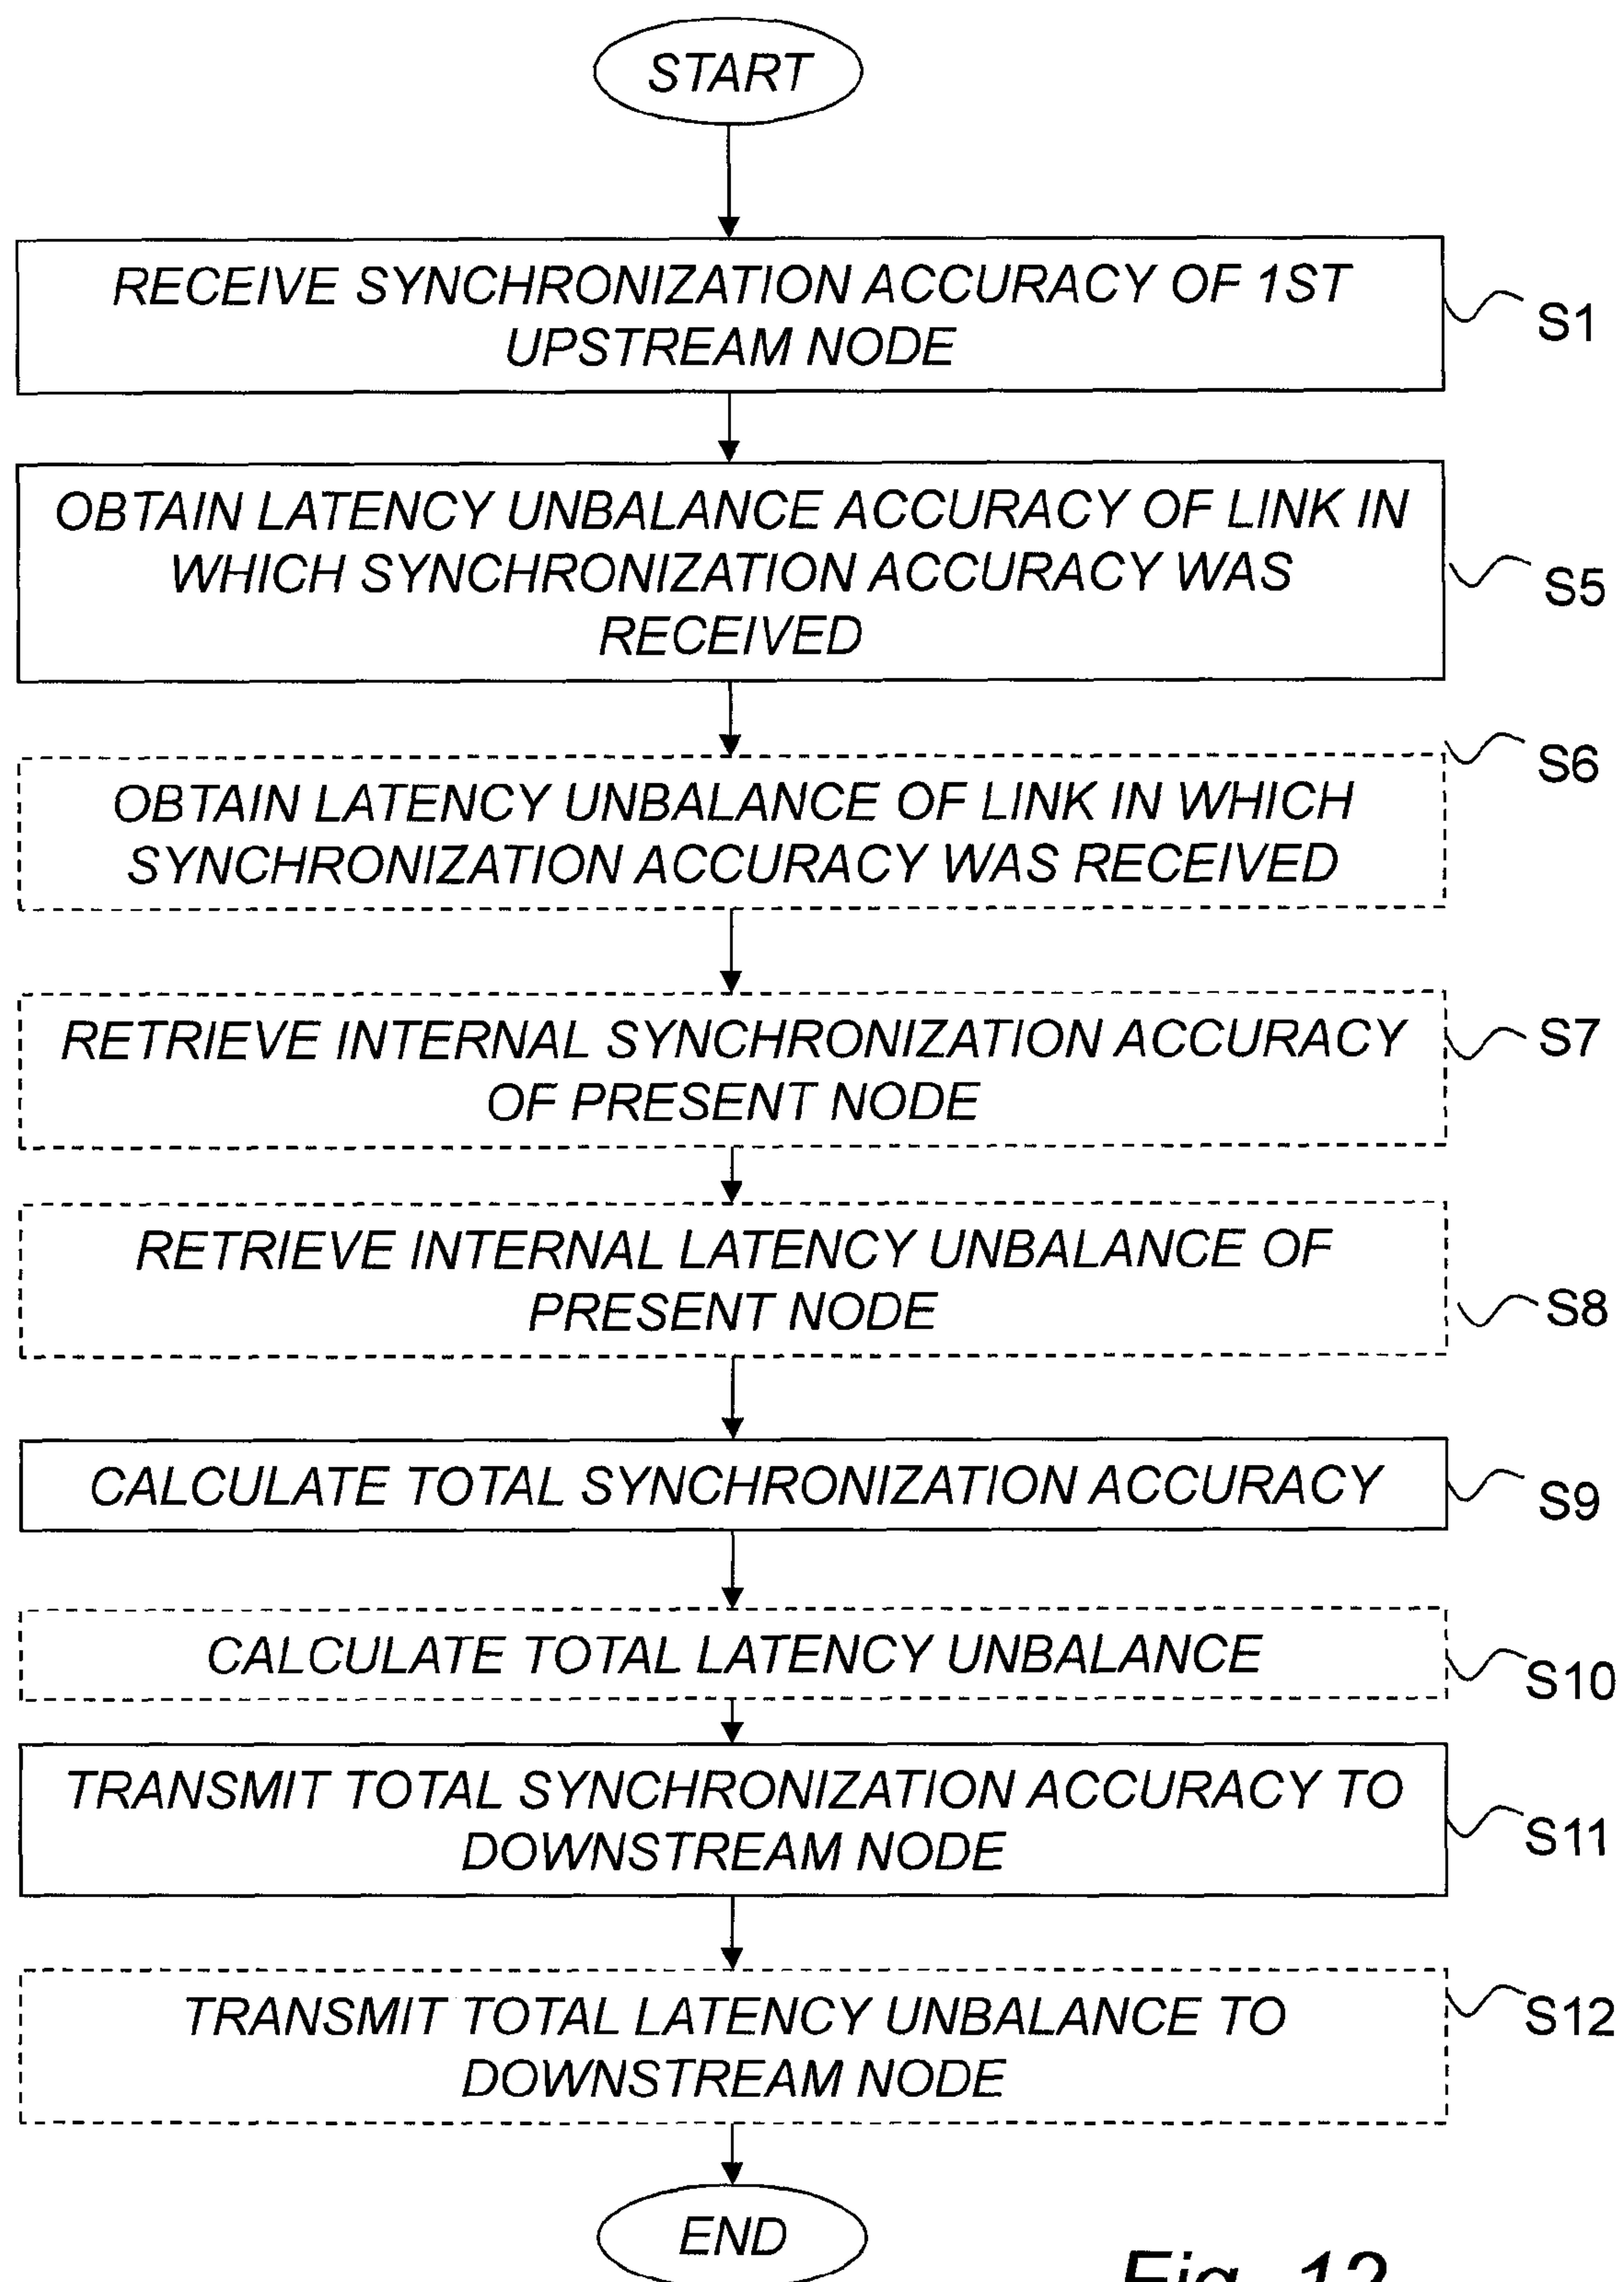 START
RECEIVE SYNCHRONIZATION ACCURACY OF 1ST
UPSTREAM NODE
S1
OBTAIN LATENCY UNBALANCE ACCURACY OF LINK IN
WHICH SYNCHRONIZATION ACCURACY WAS
RECEIVED
S5
OBTAIN LATENCY UNBALANCE OF LINK IN WHICH
SYNCHRONIZATION ACCURACY WAS RECEIVED
S6
RETRIEVE INTERNAL SYNCHRONIZATION ACCURACY
OF PRESENT NODE
S7
RETRIEVE INTERNAL LATENCY UNBALANCE OF
PRESENT NODE
S8
CALCULATE TOTAL SYNCHRONIZATION ACCURACY
S9
CALCULATE TOTAL LATENCY UNBALANCE
S10
TRANSMIT TOTAL SYNCHRONIZATION ACCURACY TO
DOWNSTREAM NODE
S11
TRANSMIT TOTAL LATENCY UNBALANCE TO
DOWNSTREAM NODE
S12
END
Fig. 12